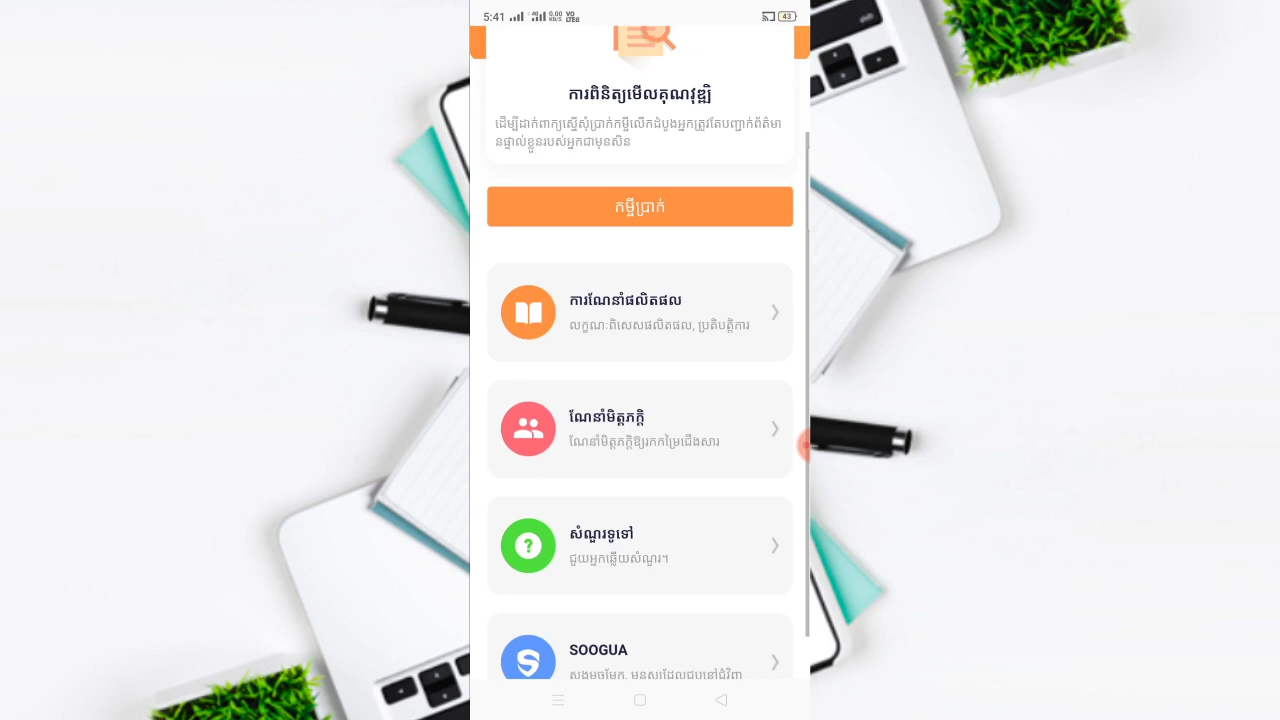 5:41
4G
0.00
KB/S
VO
LTE
43
ការពិនិត្យមើលគុណវុឌ្ឍិ
ដើម្បីដាក់ពាក្យស្នើសុំប្រាក់កម្ចីលើកដំបូងអ្នកត្រូវតែបញ្ជាក់ព័ត៌មា
នផ្ទាល់ខ្លួនរបស់អ្នកជាមុនសិន
កម្ចីប្រាក់
ការណែនាំផលិតផល
លក្ខណៈពិសេសផលិតផល, ប្រតិបត្តិការ
ណែនាំមិត្តភក្តិ
ណែនាំមិត្តភក្តិឱ្យរកកម្រៃជើងសារ
សំណួរទូទៅ
ជួយអ្នកឆ្លើយសំណួរ។
SOOGUA